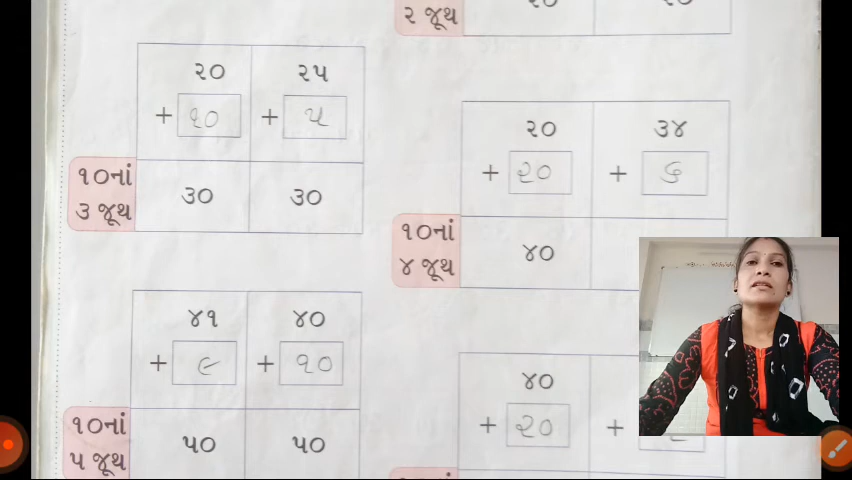 ૨ જૂથ
૨૦ ૨૫
+ ૧૦ + ૫
૧૦નાં
૩ જૂથ
૩૦ ૩૦
૨૦ ૩૪
+ ૨૦ + ૬
૧૦નાં
૪ જૂથ
૪૦
૪૧ ૪૦
+ ૯ + ૧૦
૧૦નાં
૫ જૂથ
૫૦ ૫૦
૪૦
+ ૨૦ +